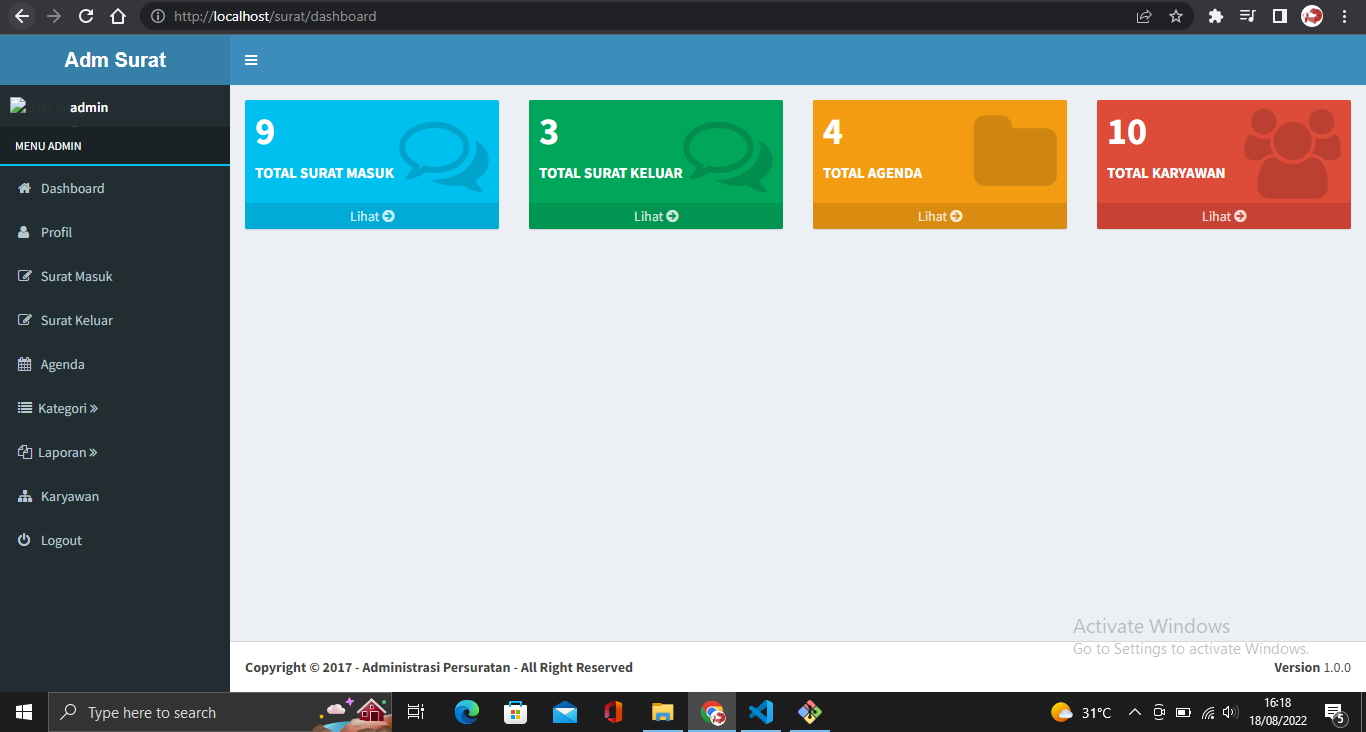 http://localhost/surat/dashboard
Adm Surat
admin
MENU ADMIN
Dashboard
Profil
Surat Masuk
Surat Keluar
Agenda
Kategori »
Laporan »
Karyawan
Logout
9
TOTAL SURAT MASUK
Lihat
3
TOTAL SURAT KELUAR
Lihat
4
TOTAL AGENDA
Lihat
10
TOTAL KARYAWAN
Lihat
Activate Windows
Go to Settings to activate Windows.
Copyright © 2017 - Administrasi Persuratan - All Right Reserved
Version 1.0.0
Type here to search
31°C
16:18
18/08/2022
5